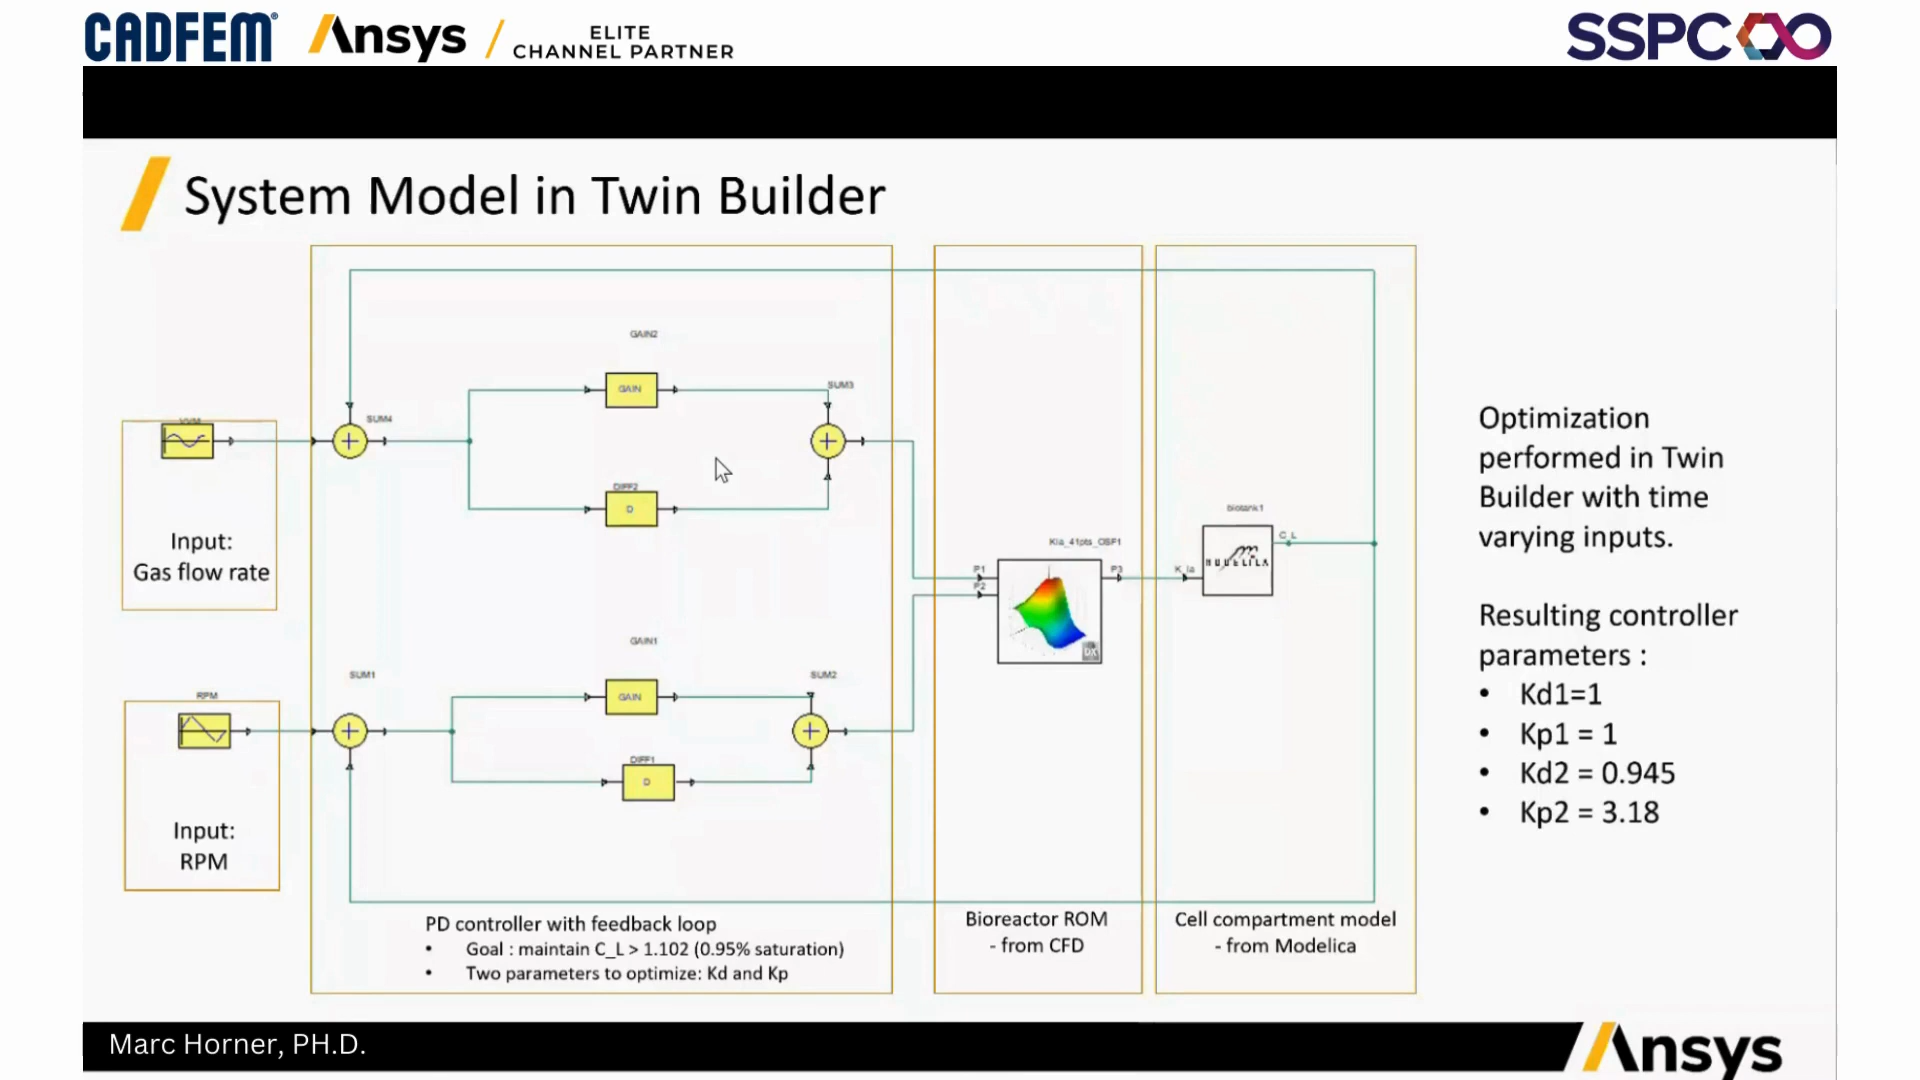 CADFEM
Ansys
ELITE
CHANNEL PARTNER
SSPC
System Model in Twin Builder
GAIN2
GAIN
SUM3
SUM4
DIFF2
D
Input:
Gas flow rate
biotank1
C_L
Kla_41pts_OSF1
P1
P2
P3
K_la
MODELICA
DX
GAIN1
GAIN
SUM1
SUM2
RPM
DIFF1
D
Input:
RPM
PD controller with feedback loop
• Goal : maintain C_L > 1.102 (0.95% saturation)
• Two parameters to optimize: Kd and Kp
Bioreactor ROM
- from CFD
Cell compartment model
- from Modelica
Optimization
performed in Twin
Builder with time
varying inputs.
Resulting controller
parameters :
• Kd1=1
• Kp1 = 1
• Kd2 = 0.945
• Kp2 = 3.18
Marc Horner, PH.D.
Ansys